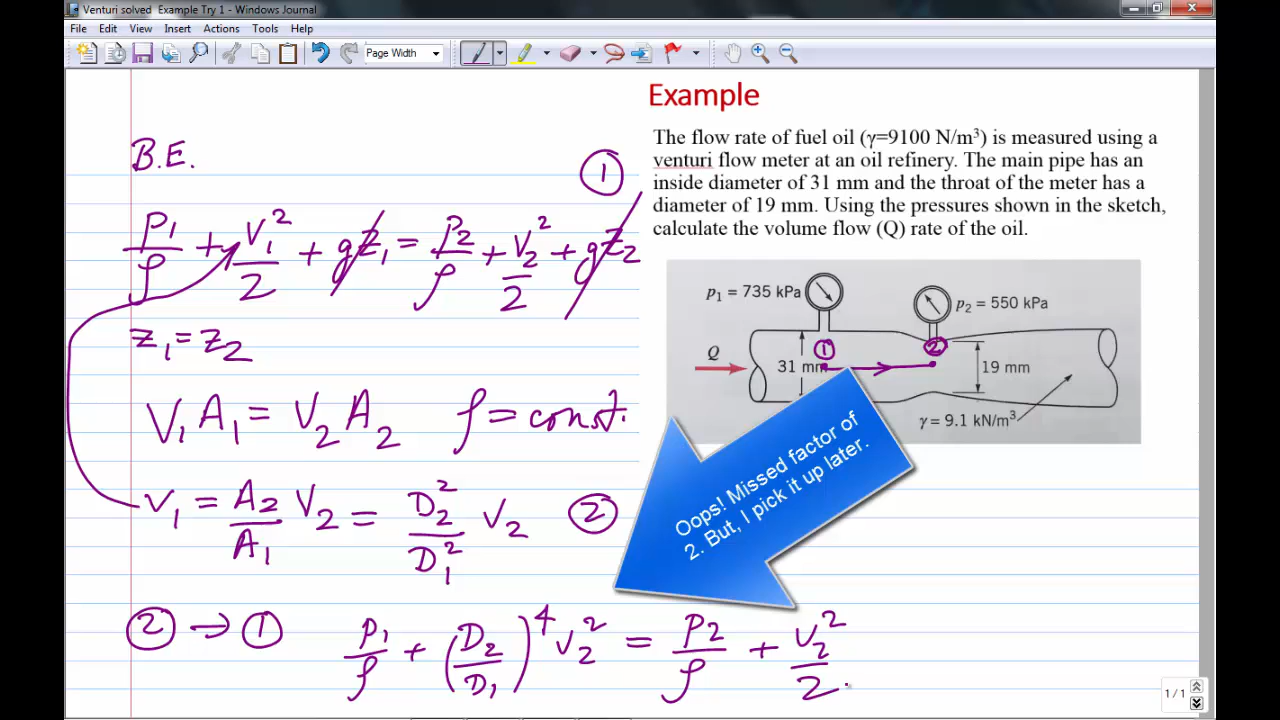 Venturi solved Example Try 1 - Windows Journal
File Edit View Insert Actions Tools Help
Page Width
Example
The flow rate of fuel oil (γ=9100 N/m³) is measured using a
venturi flow meter at an oil refinery. The main pipe has an
inside diameter of 31 mm and the throat of the meter has a
diameter of 19 mm. Using the pressures shown in the sketch,
calculate the volume flow (Q) rate of the oil.
B.E.
①
P₁/ρ + V₁²/2 + gz₁ = P₂/ρ + V₂²/2 + gz₂
z₁ = z₂
V₁A₁ = V₂A₂ ρ = const.
V₁ = A₂/A₁ V₂ = D₂²/D₁² V₂ ②
② → ① P₁/ρ + (D₂/D₁)⁴ V₂² = P₂/ρ + V₂²/2
p₁ = 735 kPa
p₂ = 550 kPa
Q
①
②
31 mm
19 mm
γ = 9.1 kN/m³
Oops! Missed factor of
2. But, I pick it up later.
1 / 1